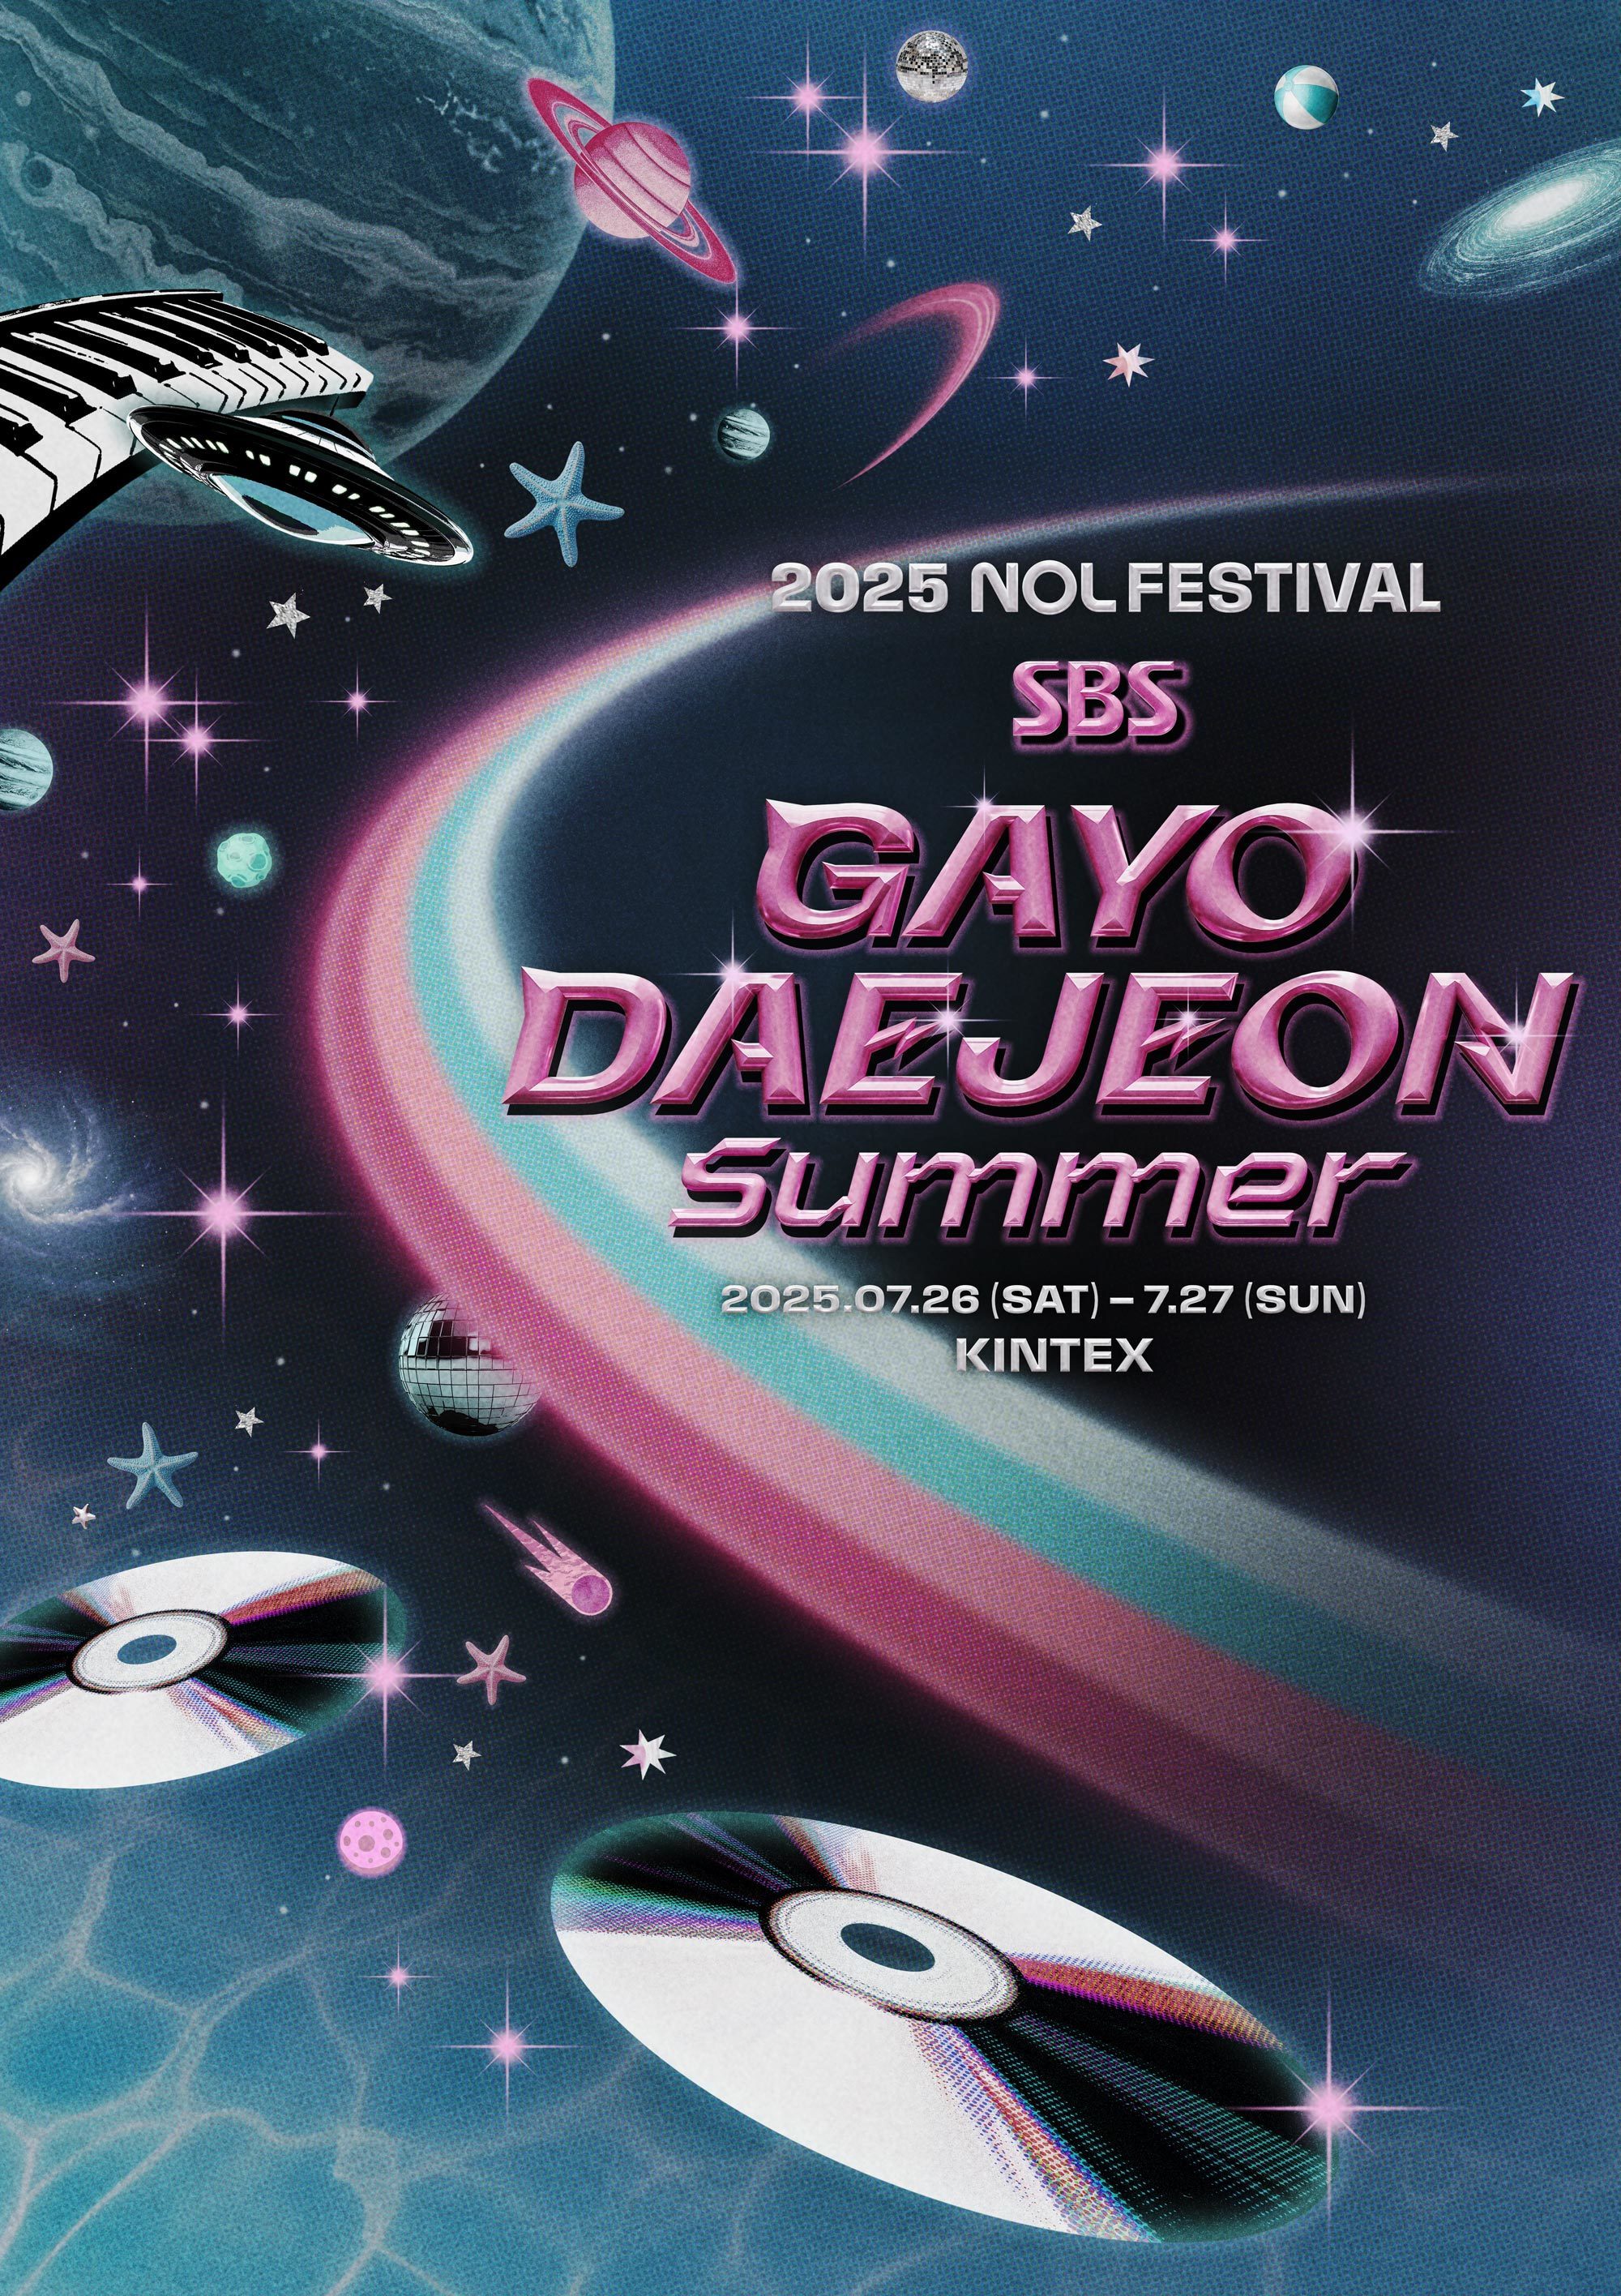 2025 NOL FESTIVAL
SBS
GAYO
DAEJEON
Summer
2025.07.26 (SAT) – 7.27 (SUN)
KINTEX